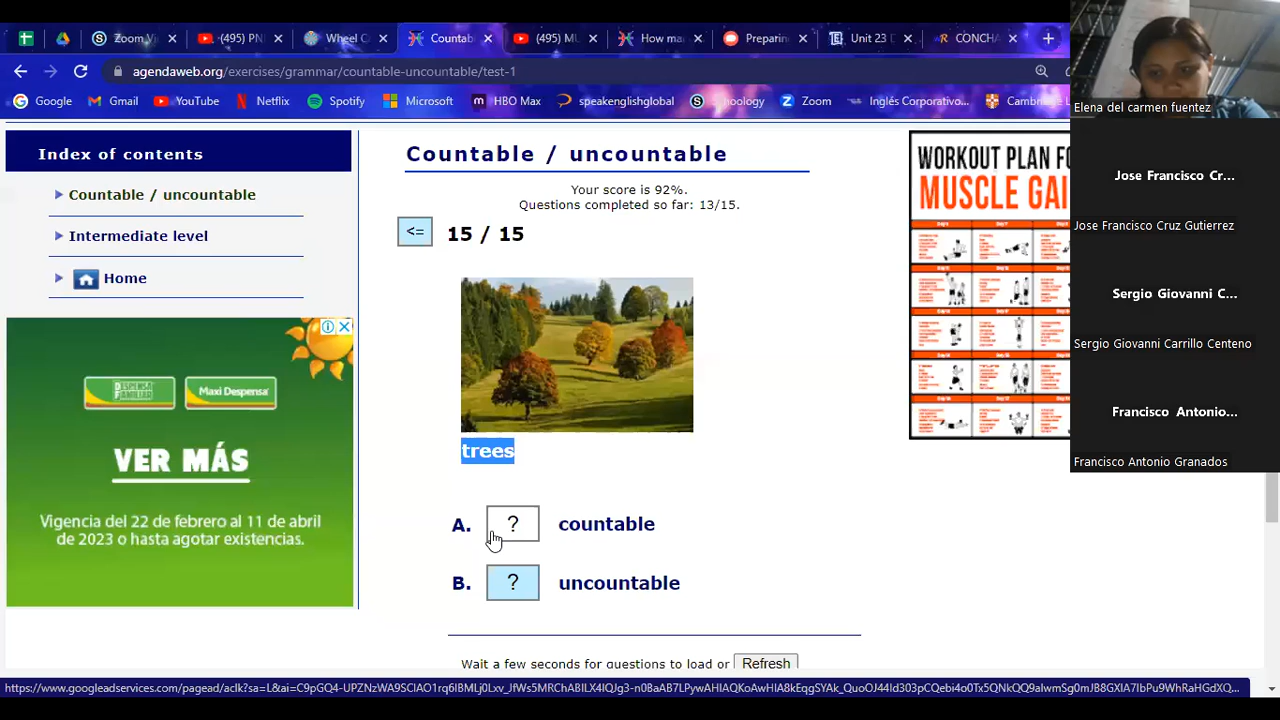 Zoom Vi
(495) PN
Wheel C
Countab
(495) MU
How ma
Preparin
Unit 23 D
CONCHA
agendaweb.org/exercises/grammar/countable-uncountable/test-1
Google
Gmail
YouTube
Netflix
Spotify
Microsoft
HBO Max
speakenglishglobal
Schoology
Zoom
Inglés Corporativo...
Cambridge L
Elena del carmen fuentez
Jose Francisco Cr...
Jose Francisco Cruz Gutierrez
Sergio Giovanni C...
Sergio Giovanni Carrillo Centeno
Francisco Antonio...
Francisco Antonio Granados
Index of contents
Countable / uncountable
Intermediate level
Home
DESPENSA FAMILIAR
Maxi Despensa
VER MÁS
Vigencia del 22 de febrero al 11 de abril
de 2023 o hasta agotar existencias.
Countable / uncountable
Your score is 92%.
Questions completed so far: 13/15.
<=
15 / 15
trees
A. ? countable
B. ? uncountable
Wait a few seconds for questions to load or Refresh
WORKOUT PLAN FO
MUSCLE GAI